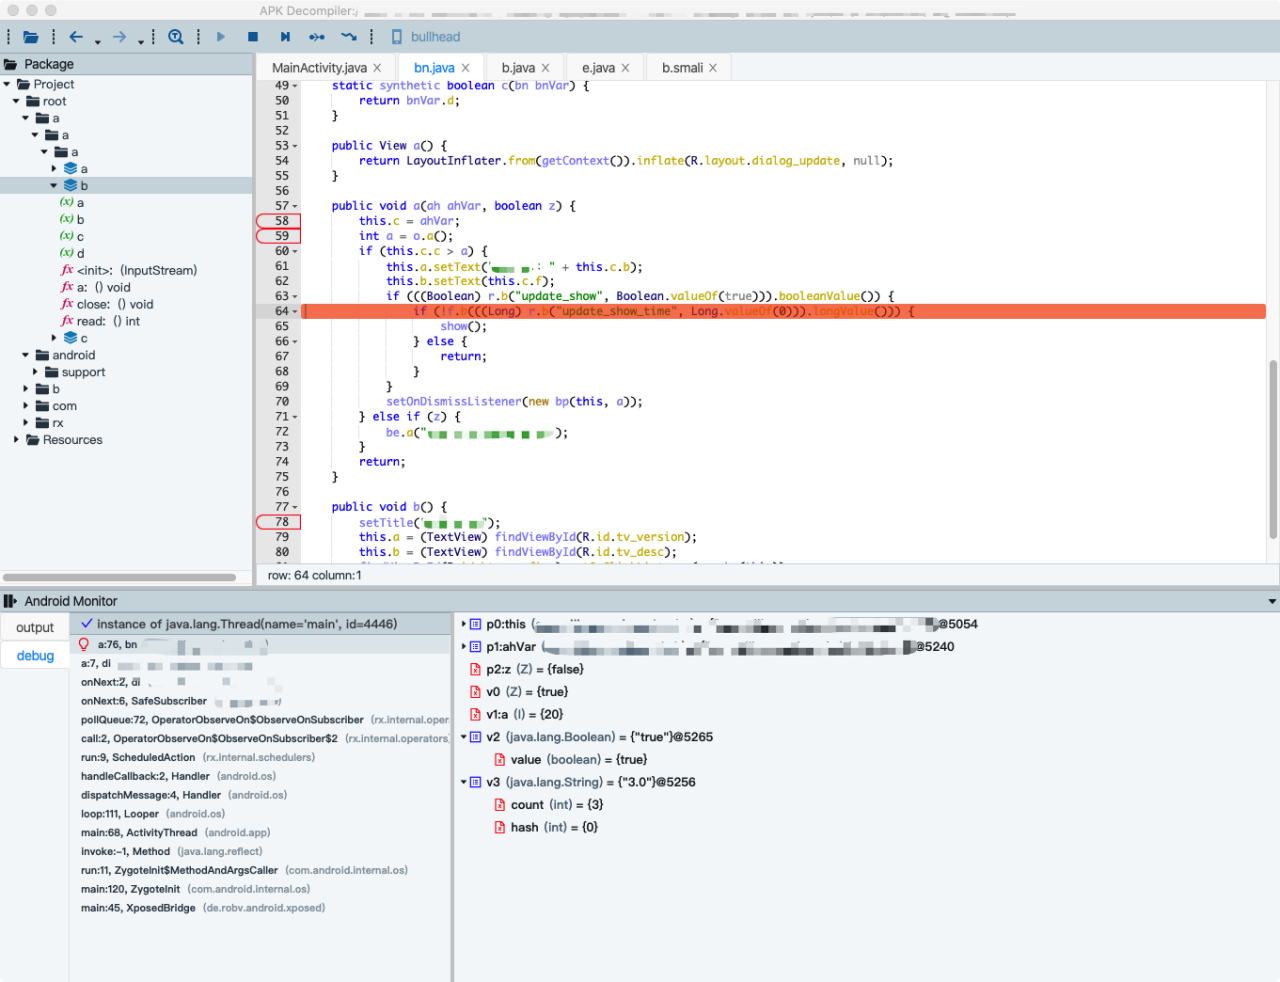 APK Decompiler:/
bullhead
Package
Project
root
a
a
a
a
b
a
b
c
d
fx <init>: (InputStream)
fx a: () void
fx close: () void
fx read: () int
c
android
support
b
com
rx
Resources
MainActivity.java ×
bn.java ×
b.java ×
e.java ×
b.smali ×
49 static synthetic boolean c(bn bnVar) {
50 return bnVar.d;
51 }
52
53 public View a() {
54 return LayoutInflater.from(getContext()).inflate(R.layout.dialog_update, null);
55 }
56
57 public void a(ah ahVar, boolean z) {
58 this.c = ahVar;
59 int a = o.a();
60 if (this.c.c > a) {
61 this.a.setText(" : " + this.c.b);
62 this.b.setText(this.c.f);
63 if (((Boolean) r.b("update_show", Boolean.valueOf(true))).booleanValue()) {
64 if (!f.b(((Long) r.b("update_show_time", Long.valueOf(0))).longValue())) {
65 show();
66 } else {
67 return;
68 }
69 }
70 setOnDismissListener(new bp(this, a));
71 } else if (z) {
72 be.a(" );
73 }
74 return;
75 }
76
77 public void b() {
78 setTitle(" ");
79 this.a = (TextView) findViewById(R.id.tv_version);
80 this.b = (TextView) findViewById(R.id.tv_desc);
row: 64 column:1
Android Monitor
output
debug
instance of java.lang.Thread(name='main', id=4446)
a:76, bn
a:7, di
onNext:2, di
onNext:6, SafeSubscriber
pollQueue:72, OperatorObserveOn$ObserveOnSubscriber (rx.internal.oper
call:2, OperatorObserveOn$ObserveOnSubscriber$2 (rx.internal.operators
run:9, ScheduledAction (rx.internal.schedulers)
handleCallback:2, Handler (android.os)
dispatchMessage:4, Handler (android.os)
loop:111, Looper (android.os)
main:68, ActivityThread (android.app)
invoke:-1, Method (java.lang.reflect)
run:11, ZygoteInit$MethodAndArgsCaller (com.android.internal.os)
main:120, ZygoteInit (com.android.internal.os)
main:45, XposedBridge (de.robv.android.xposed)
p0:this ( @5054
p1:ahVar @5240
p2:z (Z) = {false}
v0 (Z) = {true}
v1:a (I) = {20}
v2 (java.lang.Boolean) = {"true"}@5265
value (boolean) = {true}
v3 (java.lang.String) = {"3.0"}@5256
count (int) = {3}
hash (int) = {0}